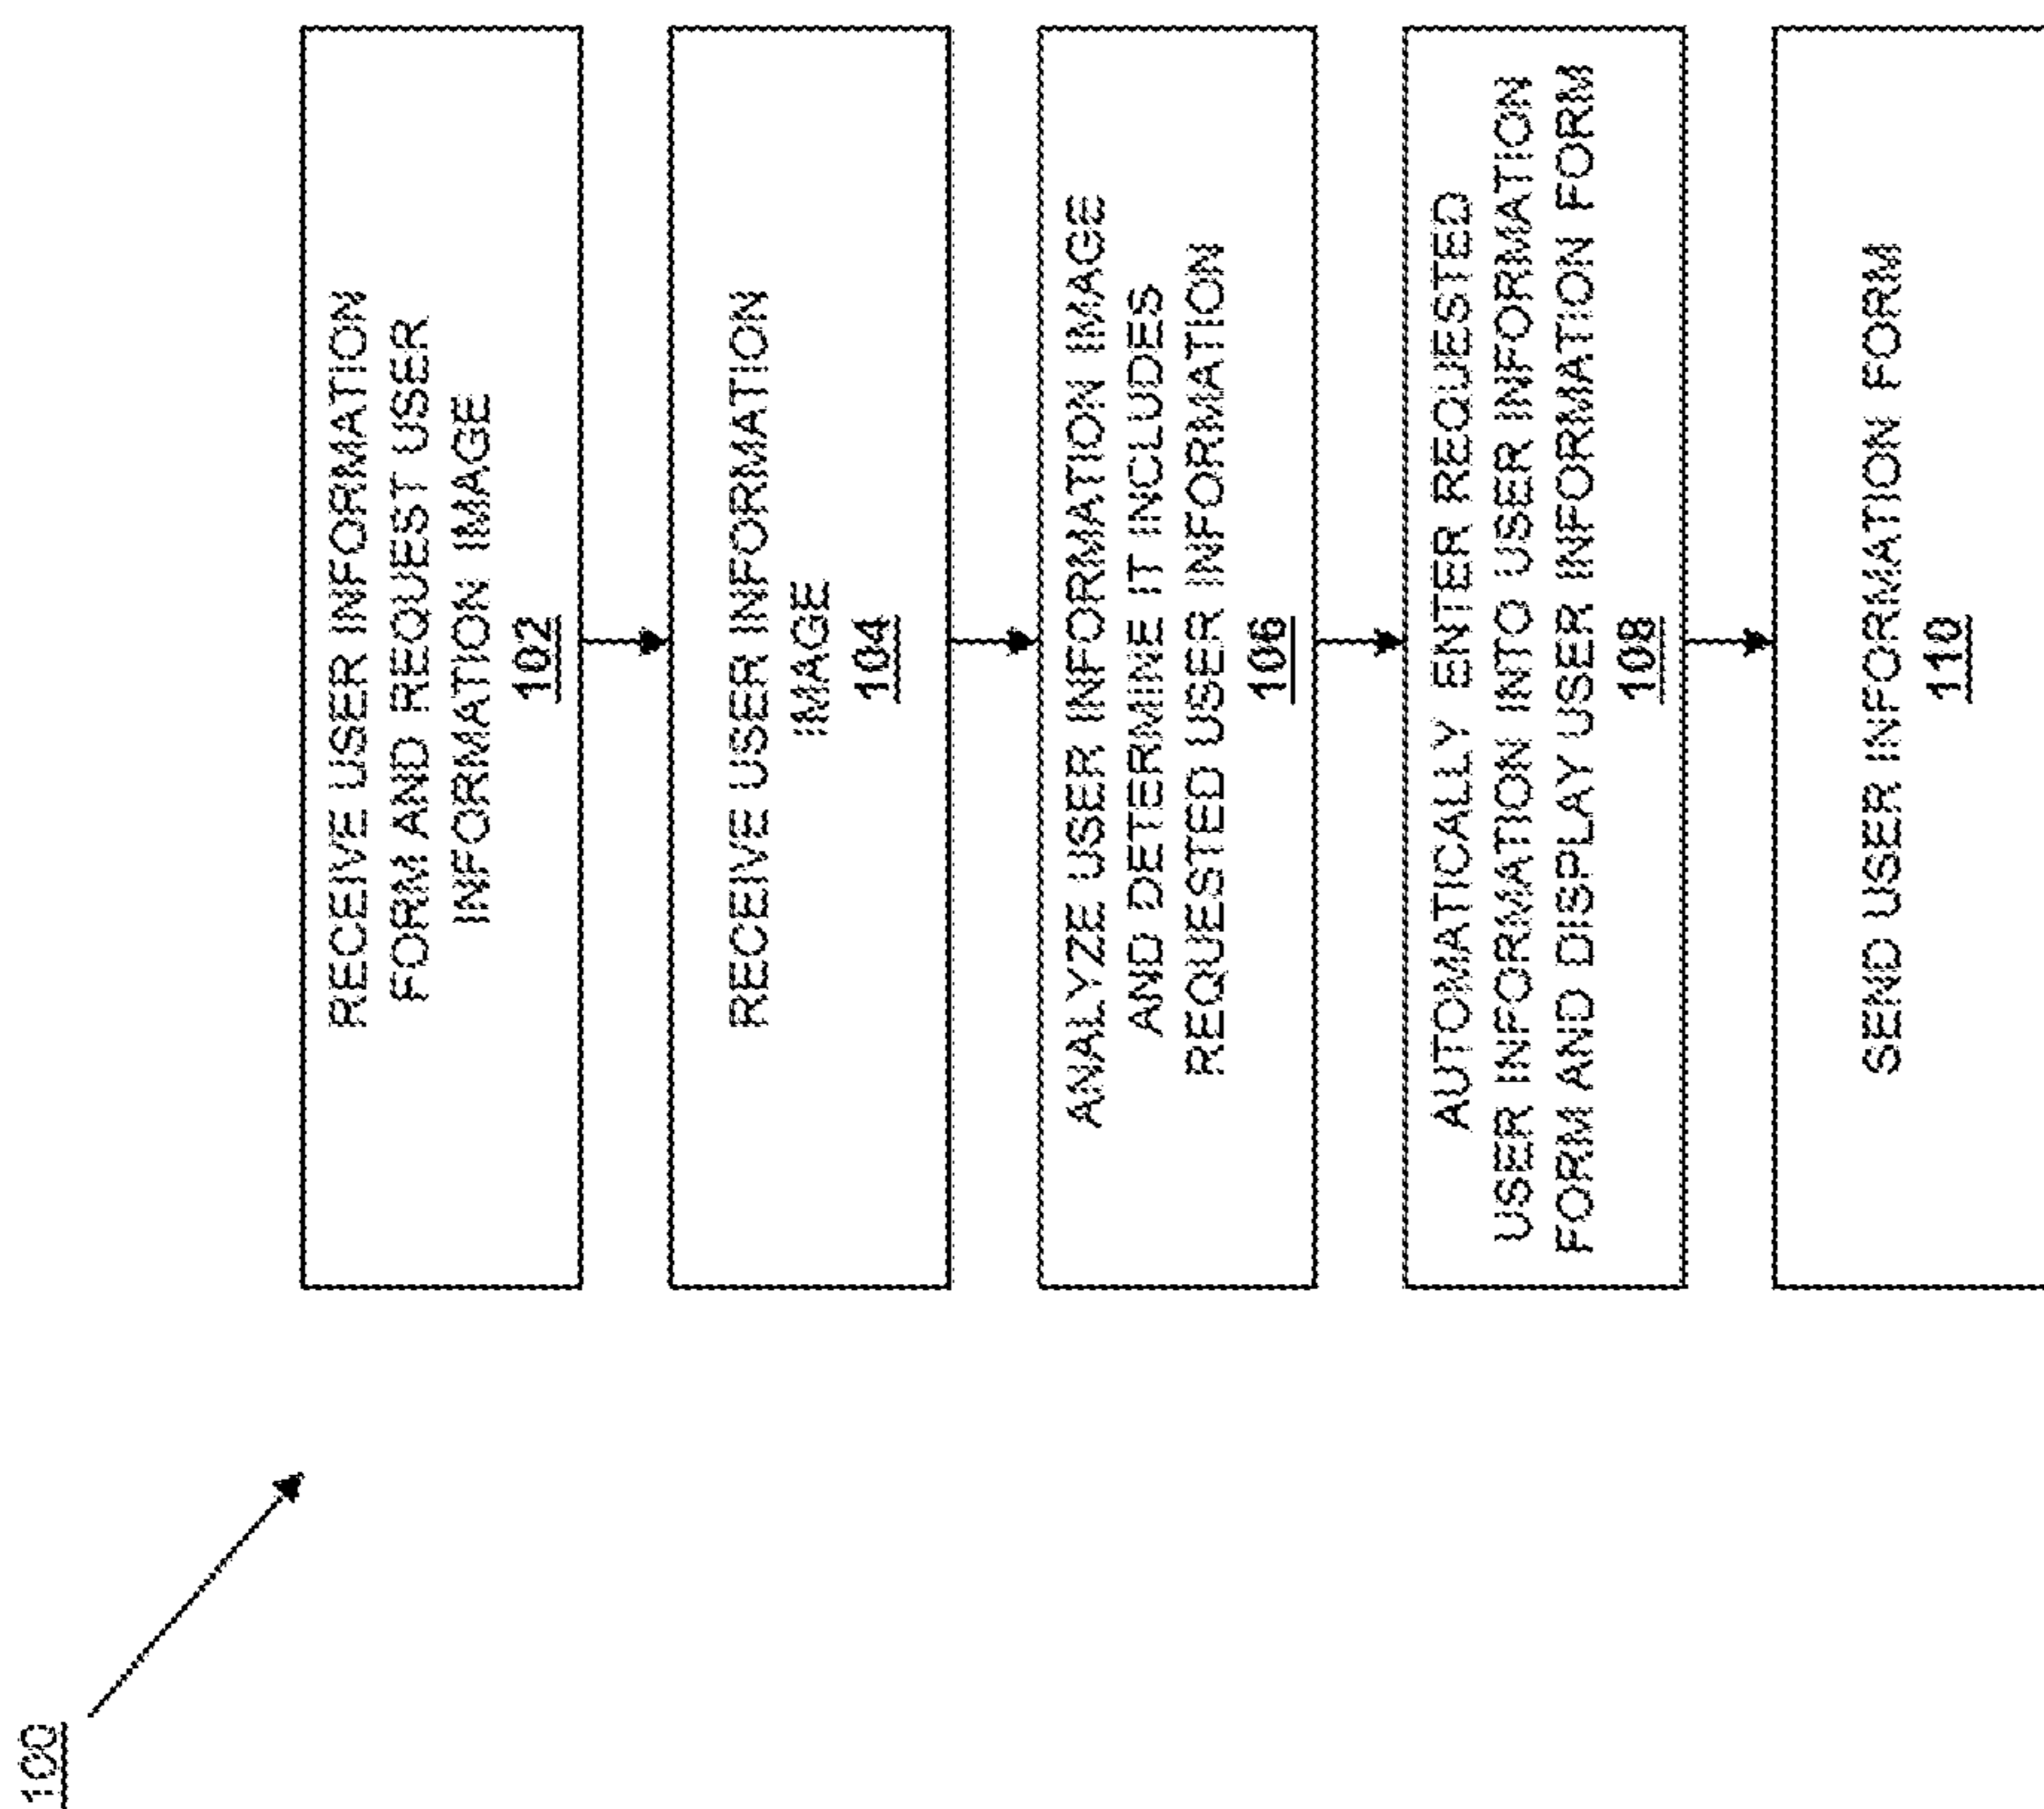 100
RECEIVE USER INFORMATION
FORM AND REQUEST USER
INFORMATION IMAGE
102
RECEIVE USER INFORMATION
IMAGE
104
ANALYZE USER INFORMATION IMAGE
AND DETERMINE IT INCLUDES
REQUESTED USER INFORMATION
106
AUTOMATICALLY ENTER REQUESTED
USER INFORMATION INTO USER INFORMATION
FORM AND DISPLAY USER INFORMATION FORM
108
SEND USER INFORMATION FORM
110